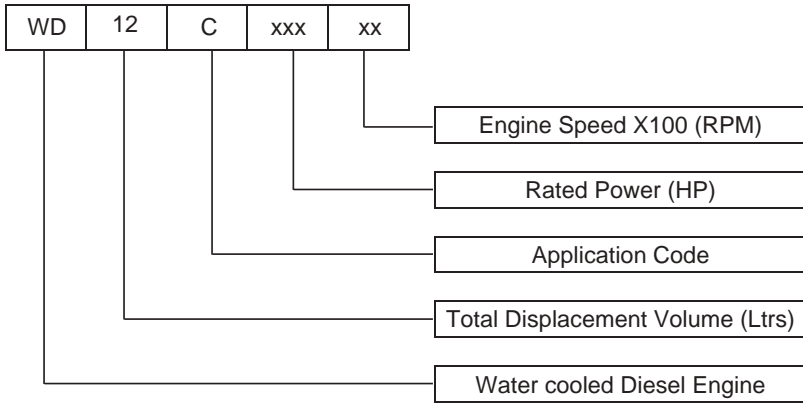 WD 12 C xxx xx
Engine Speed X100 (RPM)
Rated Power (HP)
Application Code
Total Displacement Volume (Ltrs)
Water cooled Diesel Engine